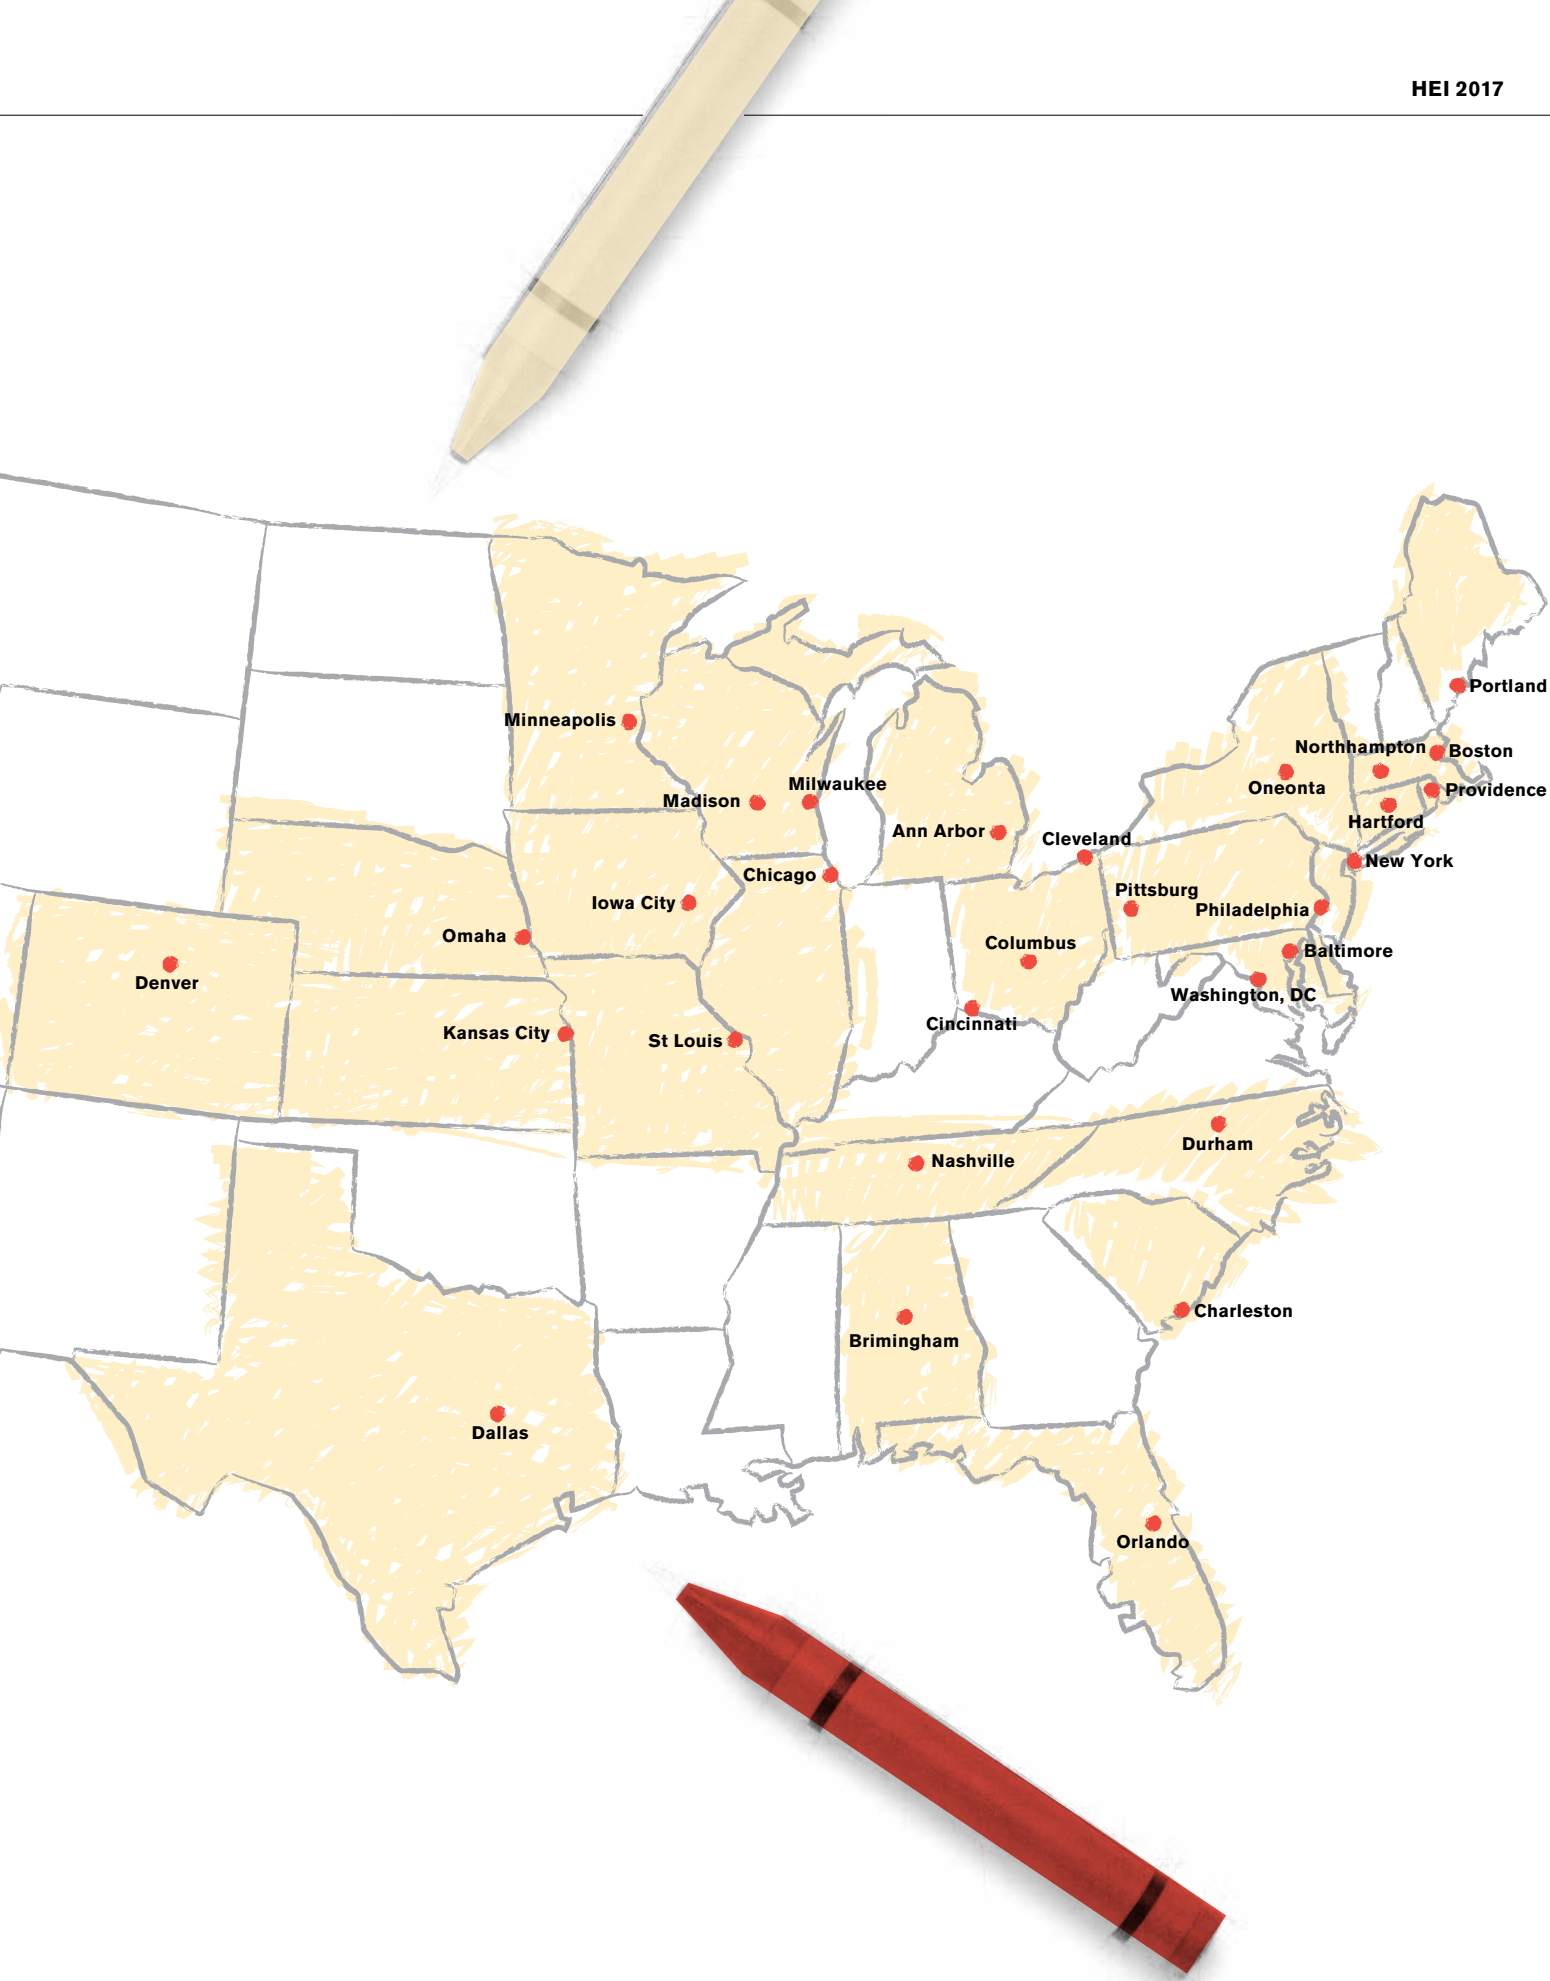 HEI 2017
Portland
Minneapolis
Northhampton
Boston
Oneonta
Milwaukee
Madison
Providence
Hartford
Ann Arbor
Cleveland
New York
Chicago
Pittsburg
Iowa City
Philadelphia
Omaha
Columbus
Baltimore
Denver
Washington, DC
Cincinnati
Kansas City
St Louis
Durham
Nashville
Charleston
Brimingham
Dallas
Orlando